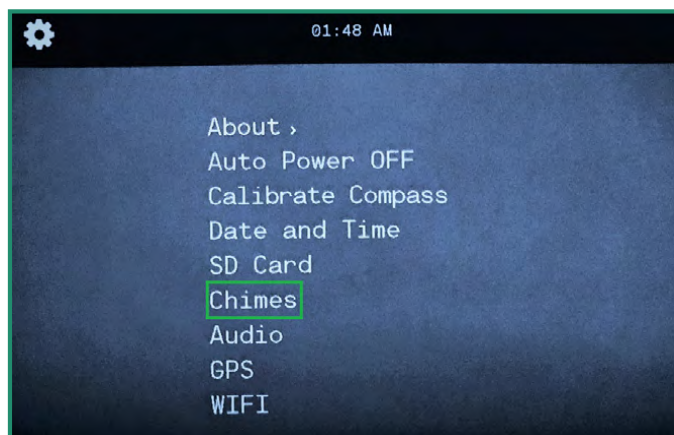 01:48 AM
About ›
Auto Power OFF
Calibrate Compass
Date and Time
SD Card
Chimes
Audio
GPS
WIFI